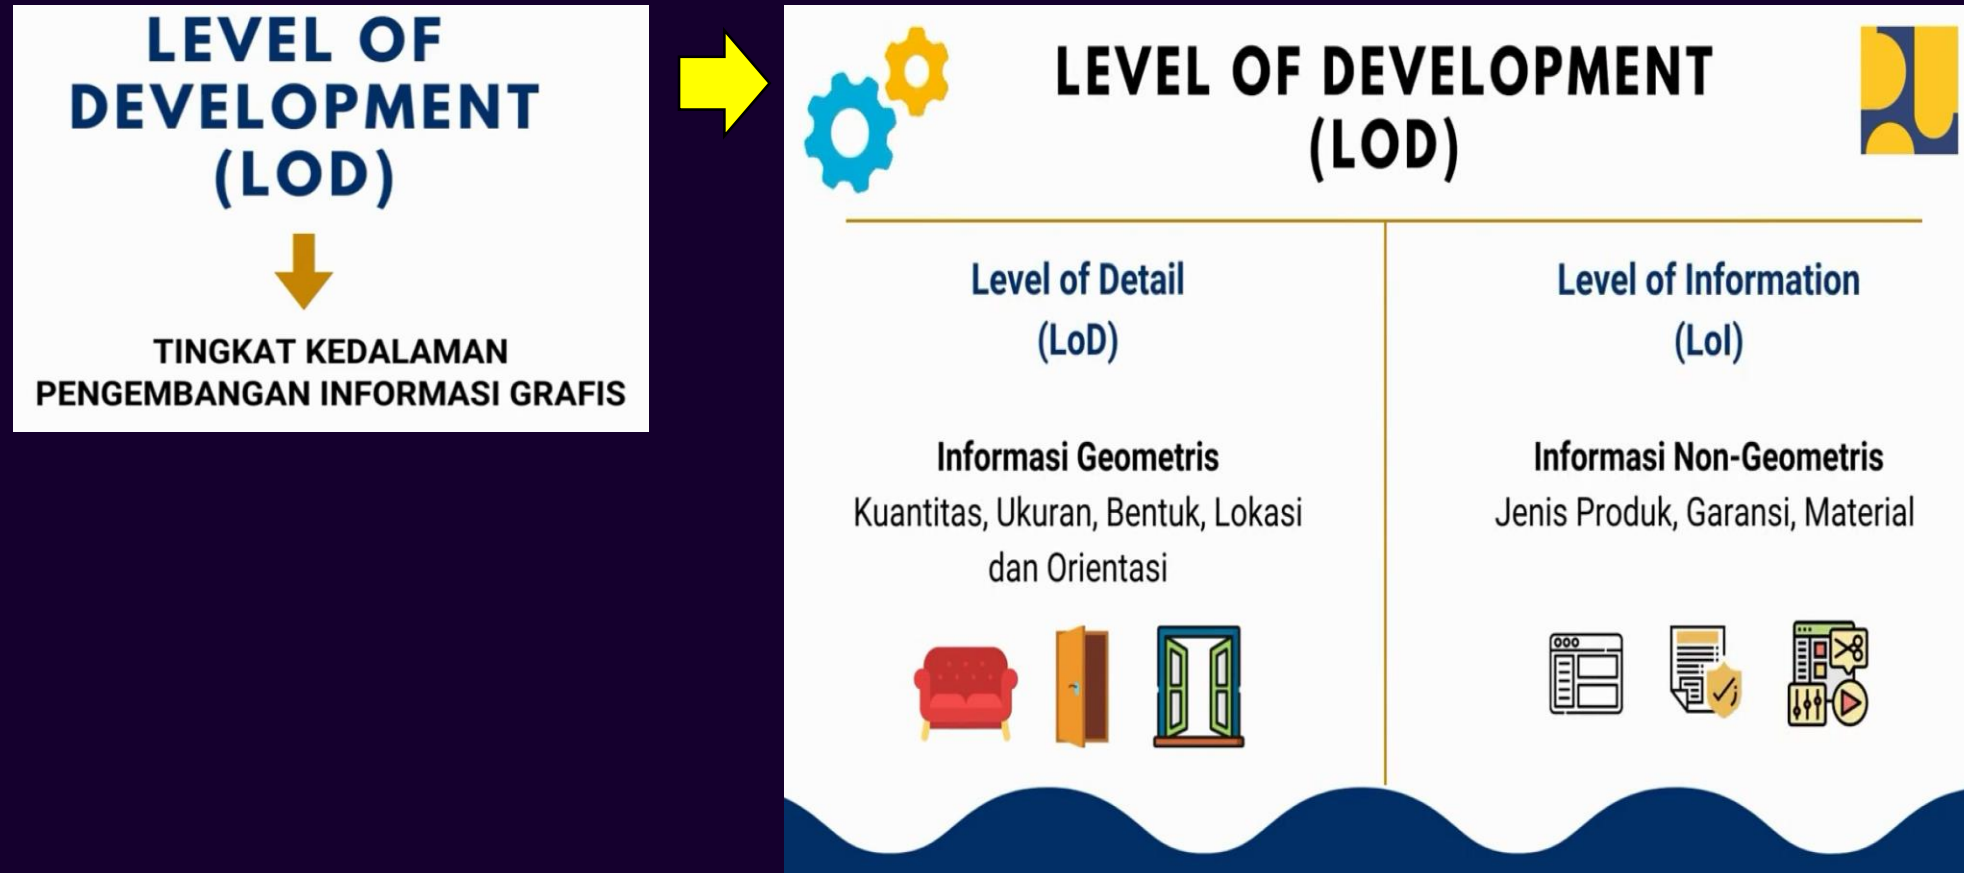 LEVEL OF
DEVELOPMENT
(LOD)
TINGKAT KEDALAMAN
PENGEMBANGAN INFORMASI GRAFIS
LEVEL OF DEVELOPMENT
(LOD)
Level of Detail
(LoD)
Informasi Geometris
Kuantitas, Ukuran, Bentuk, Lokasi
dan Orientasi
Level of Information
(LoI)
Informasi Non-Geometris
Jenis Produk, Garansi, Material